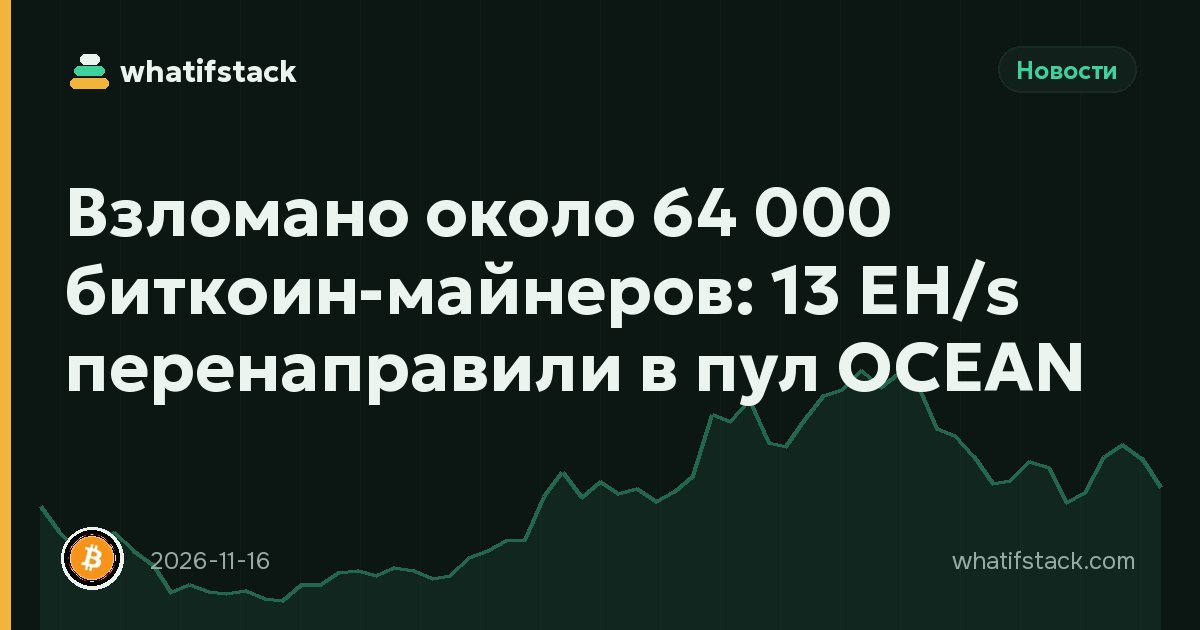 whatifstack
Новости
Взломано около 64 000
биткоин-майнеров: 13 EH/s
перенаправили в пул OCEAN
2026-11-16
whatifstack.com